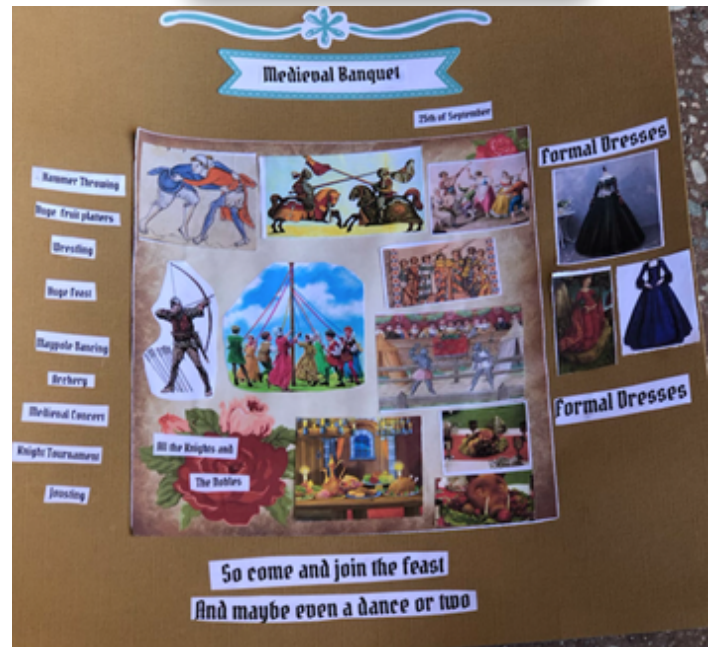 Medieval Banquet
25th of September
Hammer Throwing
Huge fruit platers
Wrestling
Huge Feast
Maypole Dancing
Archery
Medieval Concert
Knight Tournament
Jousting
All the Knights and
The Nobles
Formal Dresses
Formal Dresses
So come and join the feast
And maybe even a dance or two